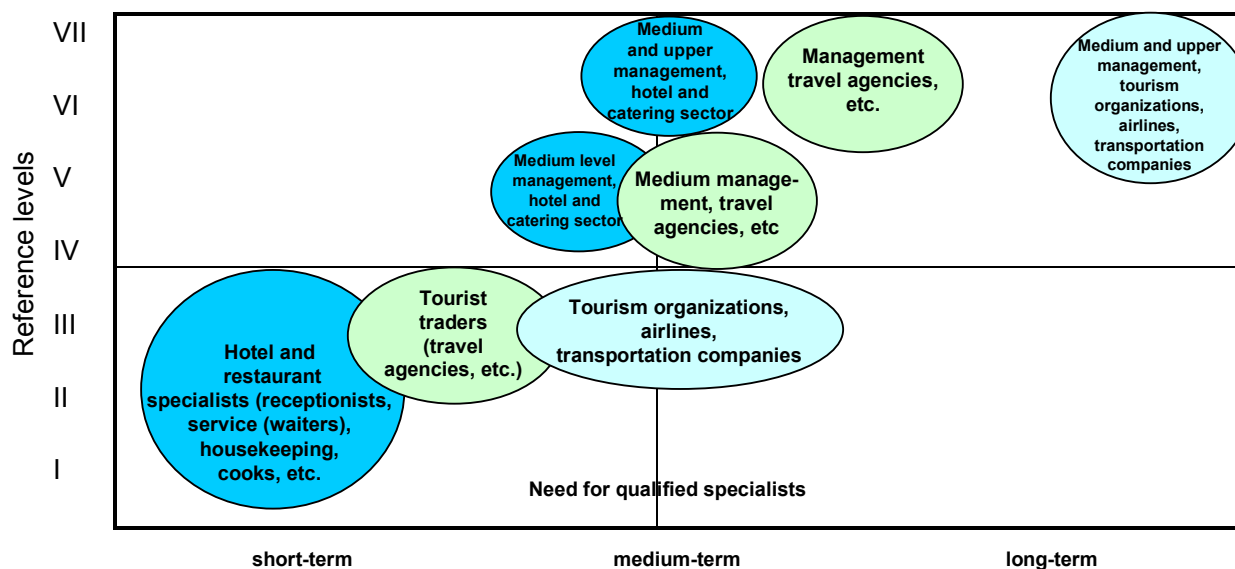 Reference levels
VII
VI
V
IV
III
II
I
Medium
and upper
management,
hotel and
catering sector
Management
travel agencies,
etc.
Medium and upper
management,
tourism
organizations,
airlines,
transportation
companies
Medium level
management,
hotel and
catering sector
Medium manage-
ment, travel
agencies, etc
Hotel and
restaurant
specialists (receptionists,
service (waiters),
housekeeping,
cooks, etc.
Tourist
traders
(travel
agencies, etc.)
Tourism organizations,
airlines,
transportation companies
Need for qualified specialists
short-term
medium-term
long-term